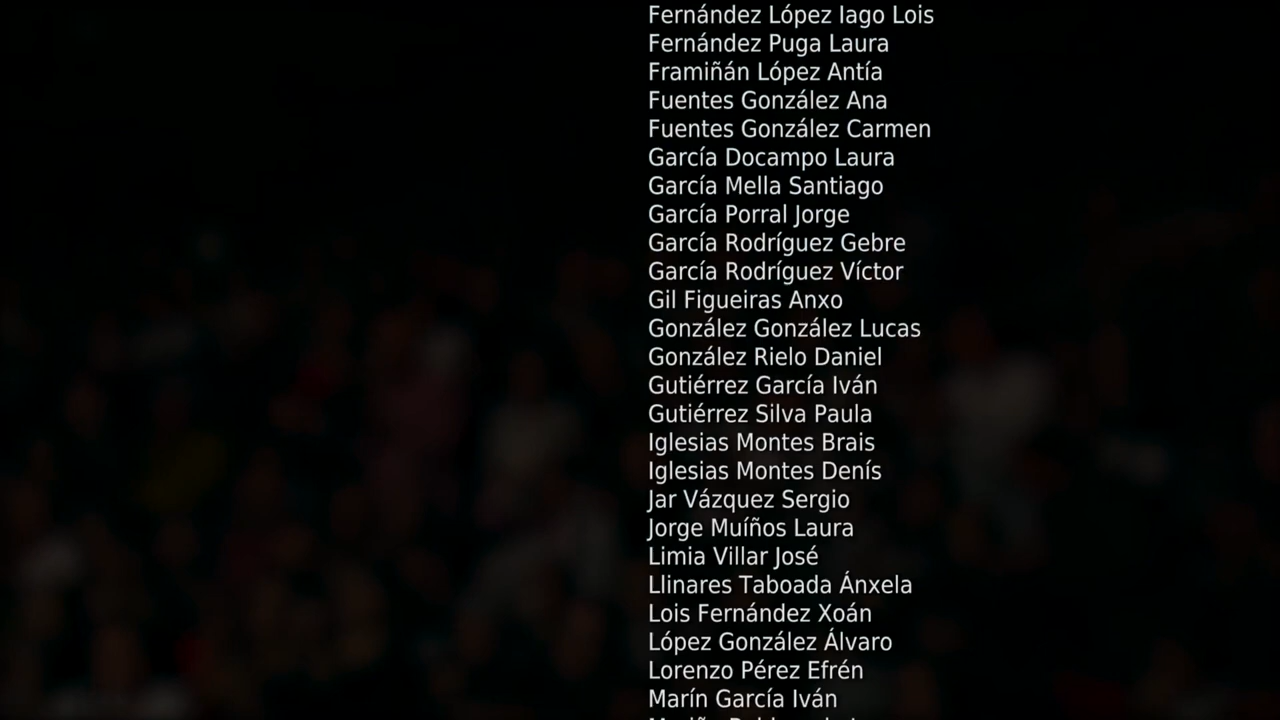 Fernández López Iago Lois
Fernández Puga Laura
Framiñán López Antía
Fuentes González Ana
Fuentes González Carmen
García Docampo Laura
García Mella Santiago
García Porral Jorge
García Rodríguez Gebre
García Rodríguez Víctor
Gil Figueiras Anxo
González González Lucas
González Rielo Daniel
Gutiérrez García Iván
Gutiérrez Silva Paula
Iglesias Montes Brais
Iglesias Montes Denís
Jar Vázquez Sergio
Jorge Muíños Laura
Limia Villar José
Llinares Taboada Ánxela
Lois Fernández Xoán
López González Álvaro
Lorenzo Pérez Efrén
Marín García Iván